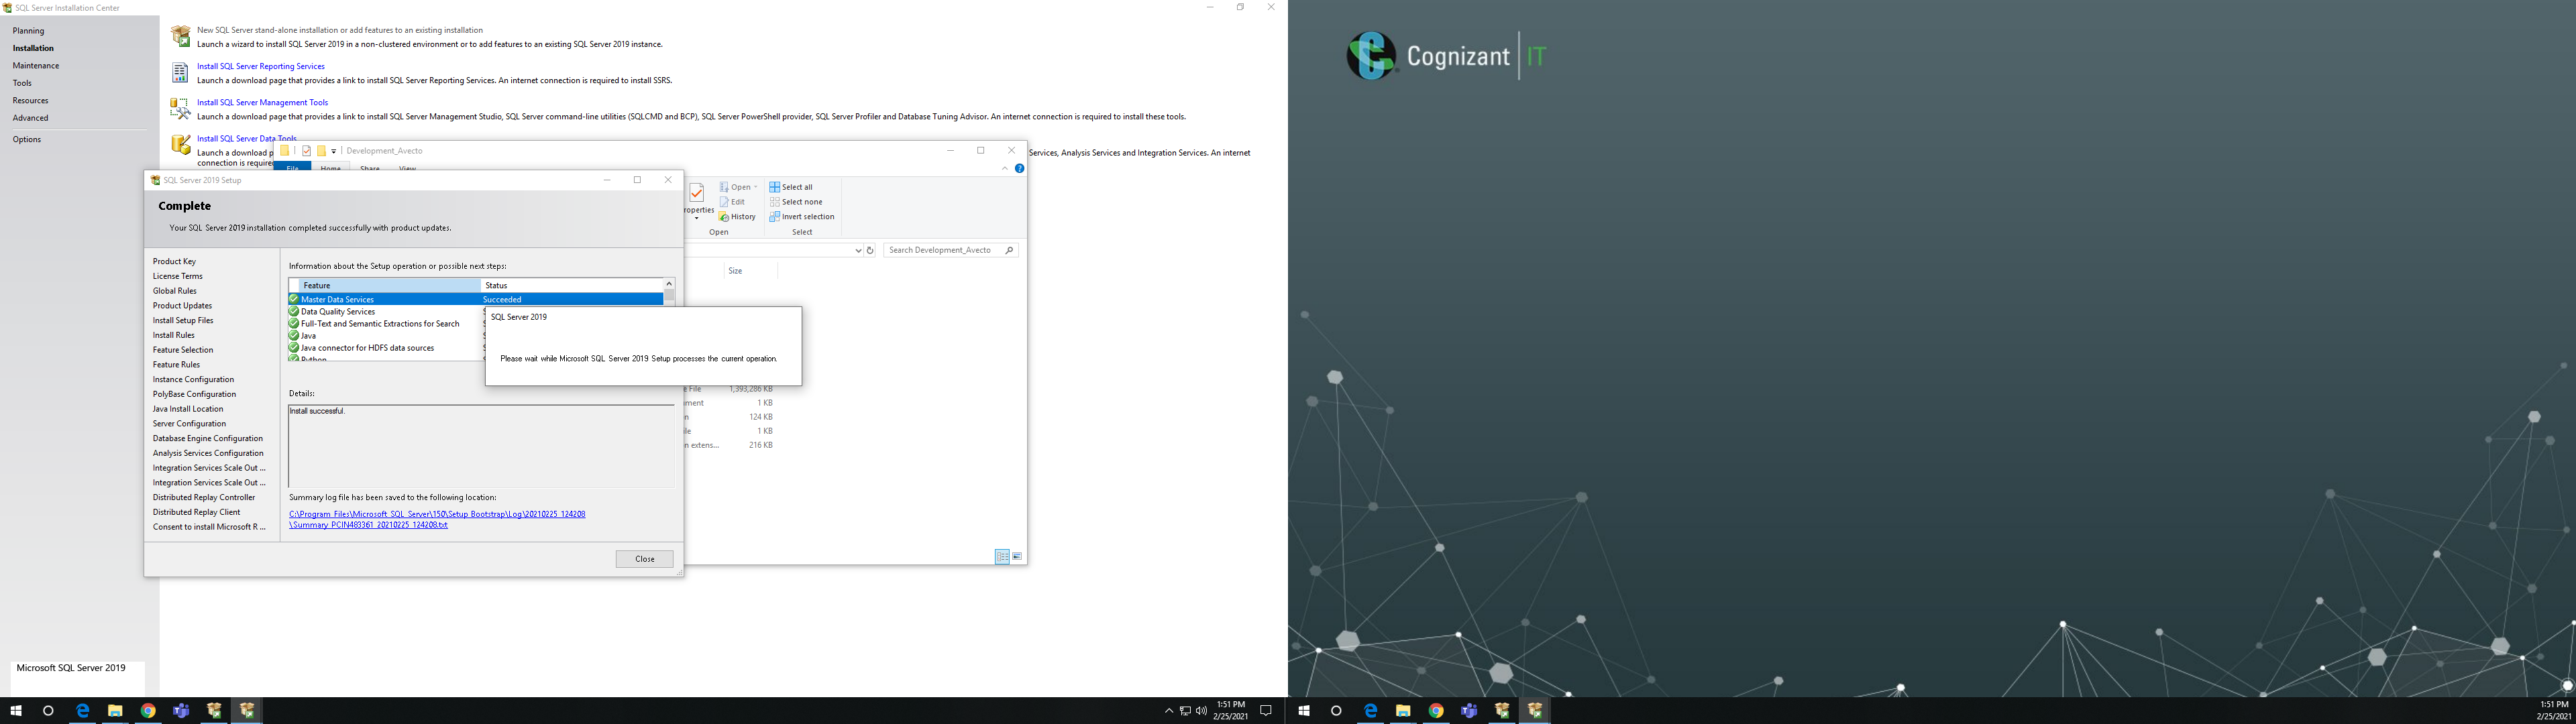 SQL Server Installation Center
Planning
Installation
Maintenance
Tools
Resources
Advanced
Options
New SQL Server stand-alone installation or add features to an existing installation
Launch a wizard to install SQL Server 2019 in a non-clustered environment or to add features to an existing SQL Server 2019 instance.
Install SQL Server Reporting Services
Launch a download page that provides a link to install SQL Server Reporting Services. An internet connection is required to install SSRS.
Install SQL Server Management Tools
Launch a download page that provides a link to install SQL Server Management Studio, SQL Server command-line utilities (SQLCMD and BCP), SQL Server PowerShell provider, SQL Server Profiler and Database Tuning Advisor. An internet connection is required to install these tools.
Install SQL Server Data Tools
Launch a download p
Services, Analysis Services and Integration Services. An internet
connection is require
Development_Avecto
File Home Share View
Open
Edit
History
Open
Select all
Select none
Invert selection
Select
Search Development_Avecto
Size
1,393,286 KB
1 KB
124 KB
1 KB
216 KB
SQL Server 2019 Setup
Complete
Your SQL Server 2019 installation completed successfully with product updates.
Product Key
License Terms
Global Rules
Product Updates
Install Setup Files
Install Rules
Feature Selection
Feature Rules
Instance Configuration
PolyBase Configuration
Java Install Location
Server Configuration
Database Engine Configuration
Analysis Services Configuration
Integration Services Scale Out ...
Integration Services Scale Out ...
Distributed Replay Controller
Distributed Replay Client
Consent to install Microsoft R ...
Information about the Setup operation or possible next steps:
Feature Status
Master Data Services Succeeded
Data Quality Services
Full-Text and Semantic Extractions for Search
Java
Java connector for HDFS data sources
Python
SQL Server 2019
Please wait while Microsoft SQL Server 2019 Setup processes the current operation.
Details:
Install successful.
Summary log file has been saved to the following location:
C:\Program Files\Microsoft SQL Server\150\Setup Bootstrap\Log\20210225_124208
\Summary_PCIN483361_20210225_124208.txt
Close
Microsoft SQL Server 2019
1:51 PM
2/25/2021
Cognizant IT
1:51 PM
2/25/2021